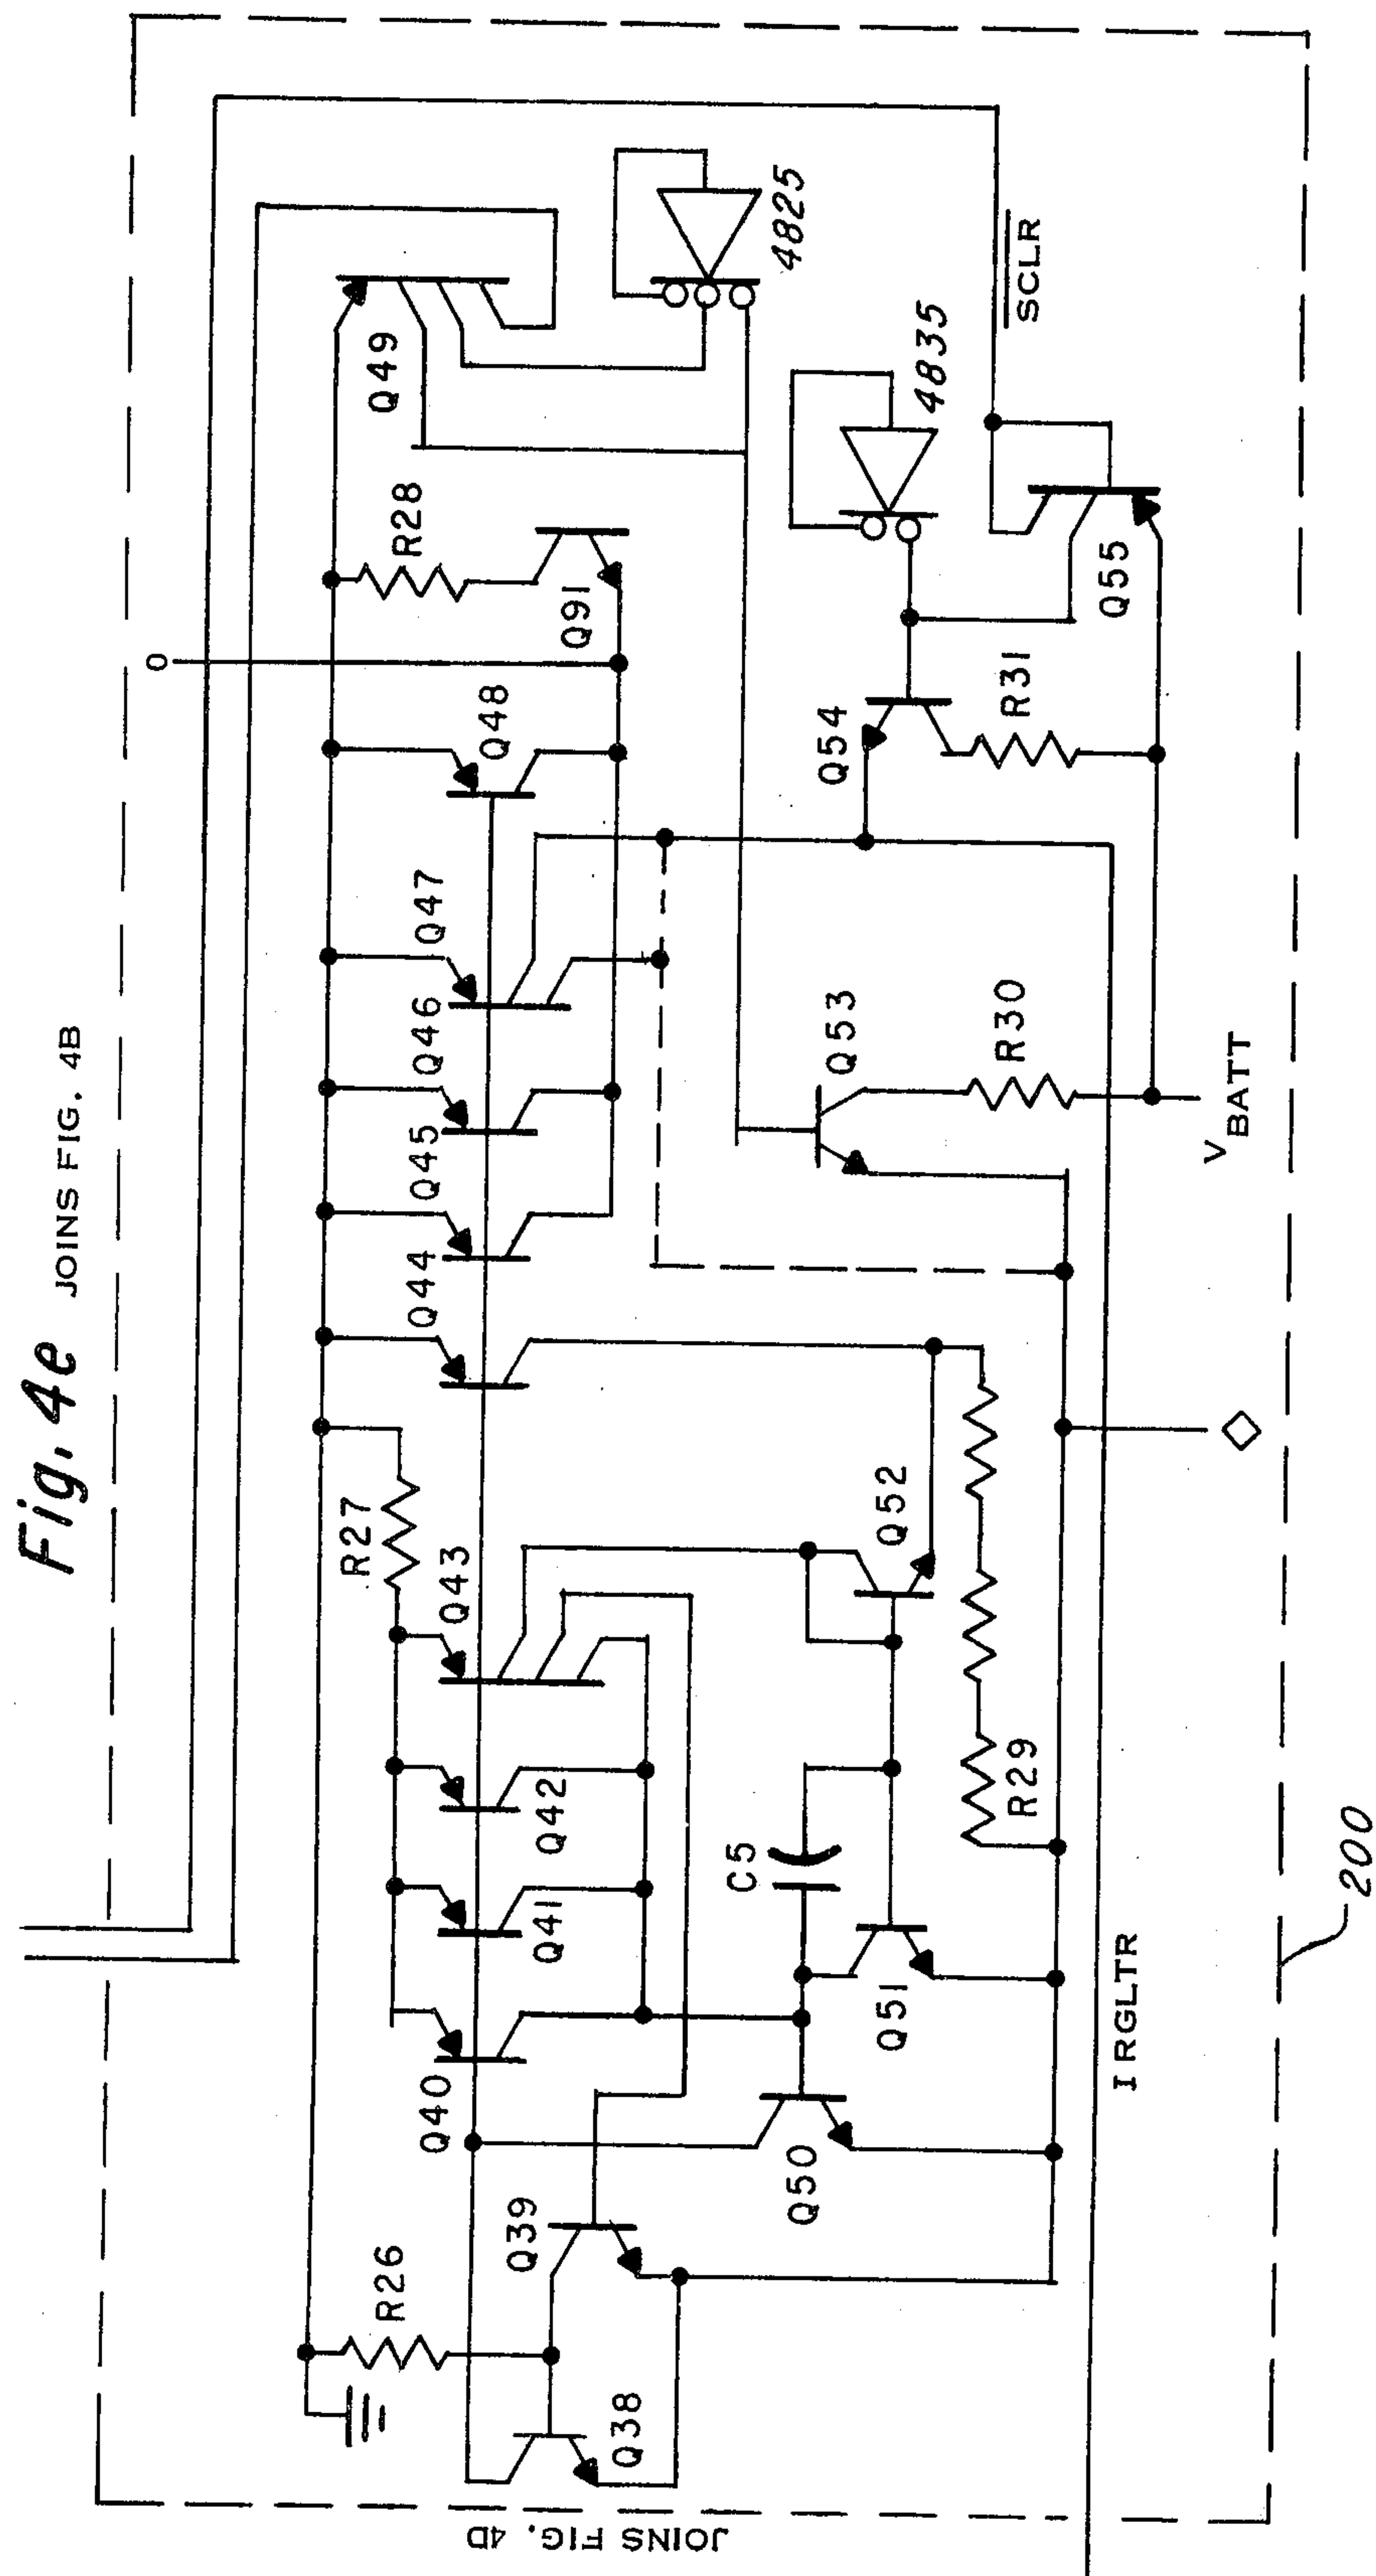 Fig. 4e
JOINS FIG. 4B
JOINS FIG. 4D
Q38
R26
Q39
Q40
Q41
Q42
Q43
R27
Q44
Q45
Q46
Q47
Q48
O
Q91
R28
Q49
4825
4835
SCLR
Q50
Q51
C5
Q52
R29
Q53
R30
Q54
R31
Q55
V BATT
IRGLTR
200